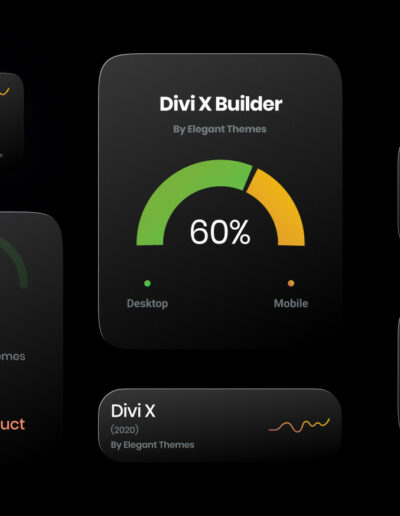 Divi X Builder
By Elegant Themes
60%
Desktop
Mobile
emes
uct
Divi X
(2020)
By Elegant Themes